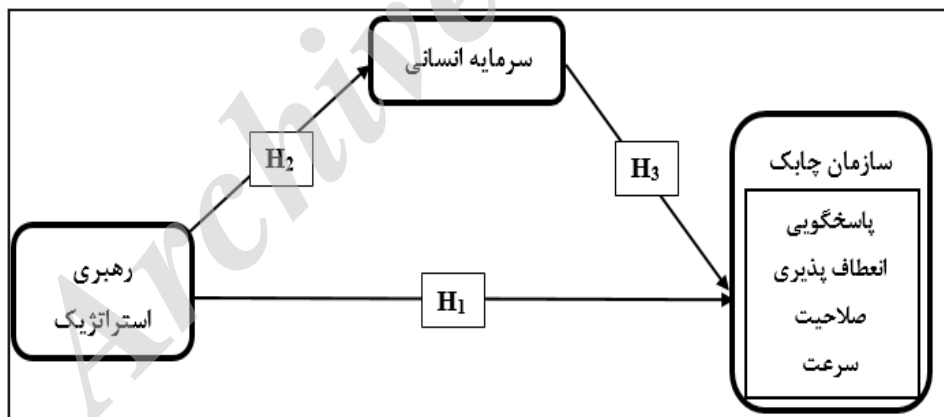 سرمایه انسانی
H₂
H₃
سازمان چابک
پاسخگویی
انعطاف پذیری
صلاحیت
سرعت
رهبری
استراتژیک
H₁
Archive